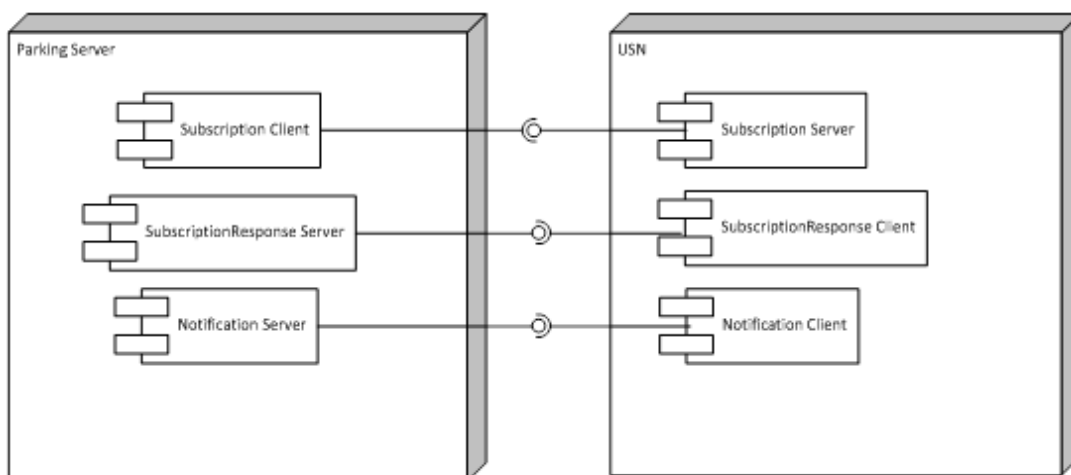 Parking Server
USN
Subscription Client
Subscription Server
SubscriptionResponse Server
SubscriptionResponse Client
Notification Server
Notification Client